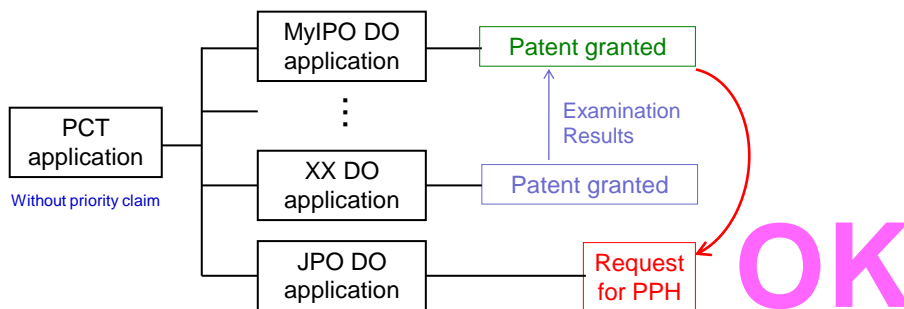 MyIPO DO
application
Patent granted
⋮
Examination
Results
PCT
application
Without priority claim
XX DO
application
Patent granted
JPO DO
application
Request
for PPH
OK